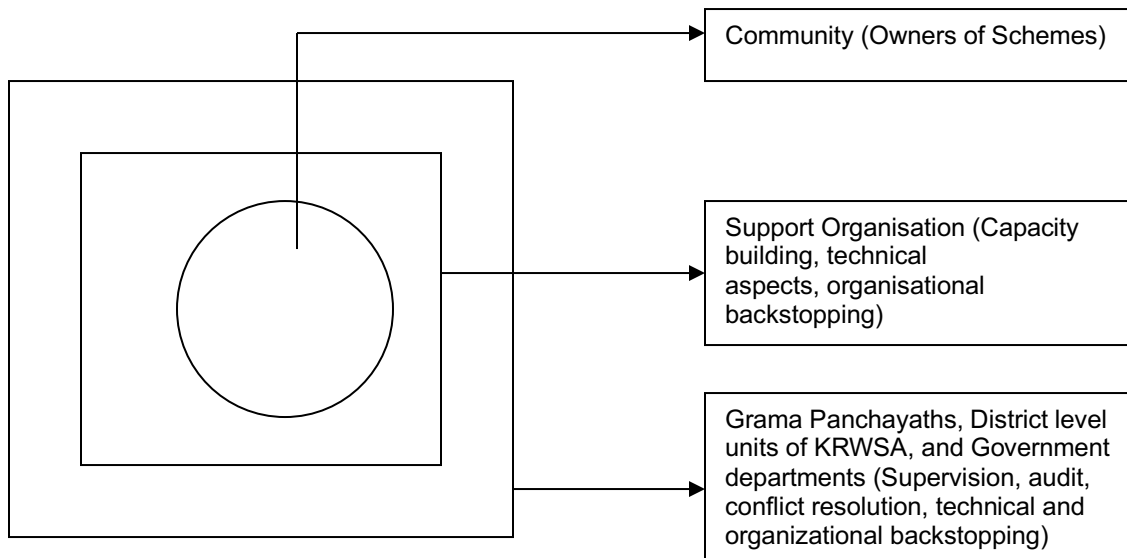 Community (Owners of Schemes)
Support Organisation (Capacity
building, technical
aspects, organisational
backstopping)
Grama Panchayaths, District level
units of KRWSA, and Government
departments (Supervision, audit,
conflict resolution, technical and
organizational backstopping)